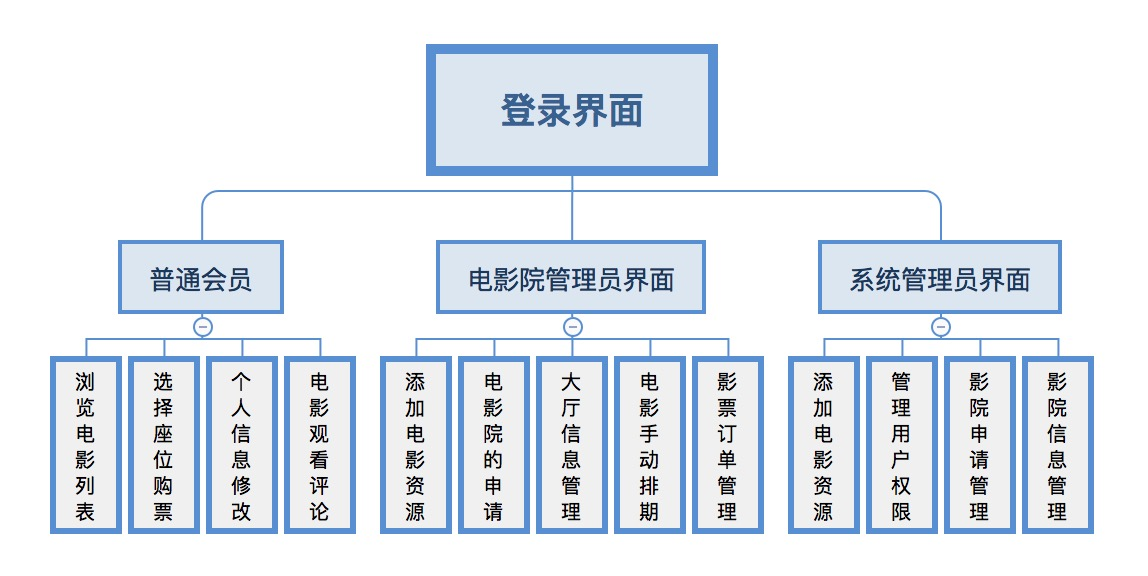 登录界面
普通会员
电影院管理员界面
系统管理员界面
浏览电影列表
选择座位购票
个人信息修改
电影观看评论
添加电影资源
电影院的申请
大厅信息管理
电影手动排期
影票订单管理
添加电影资源
管理用户权限
影院申请管理
影院信息管理